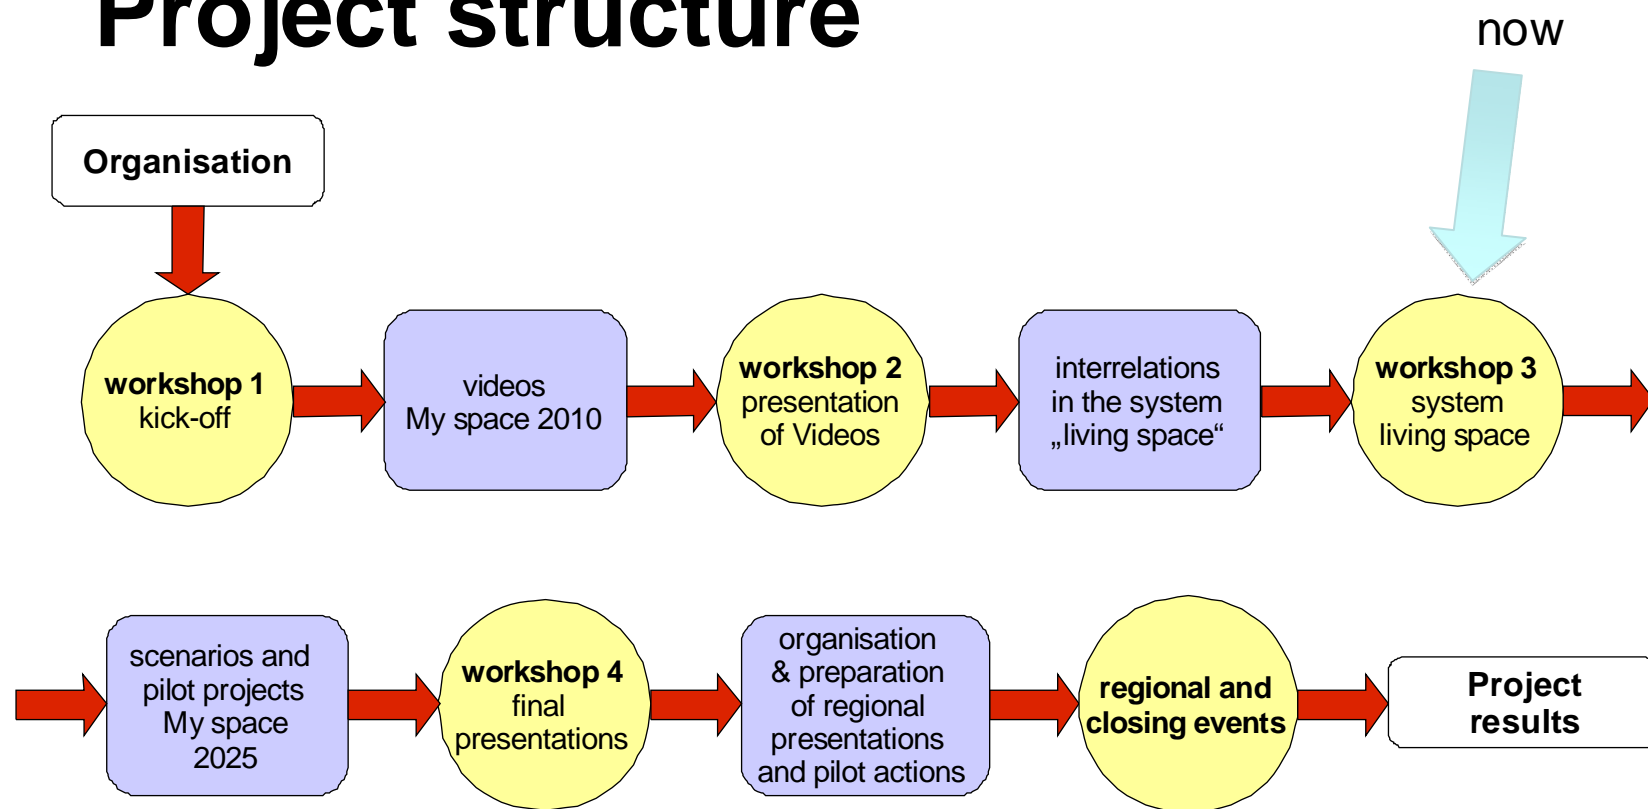 Project structure
now
Organisation
workshop 1
kick-off
videos
My space 2010
workshop 2
presentation
of Videos
interrelations
in the system
„living space“
workshop 3
system
living space
scenarios and
pilot projects
My space
2025
workshop 4
final
presentations
organisation
& preparation
of regional
presentations
and pilot actions
regional and
closing events
Project
results